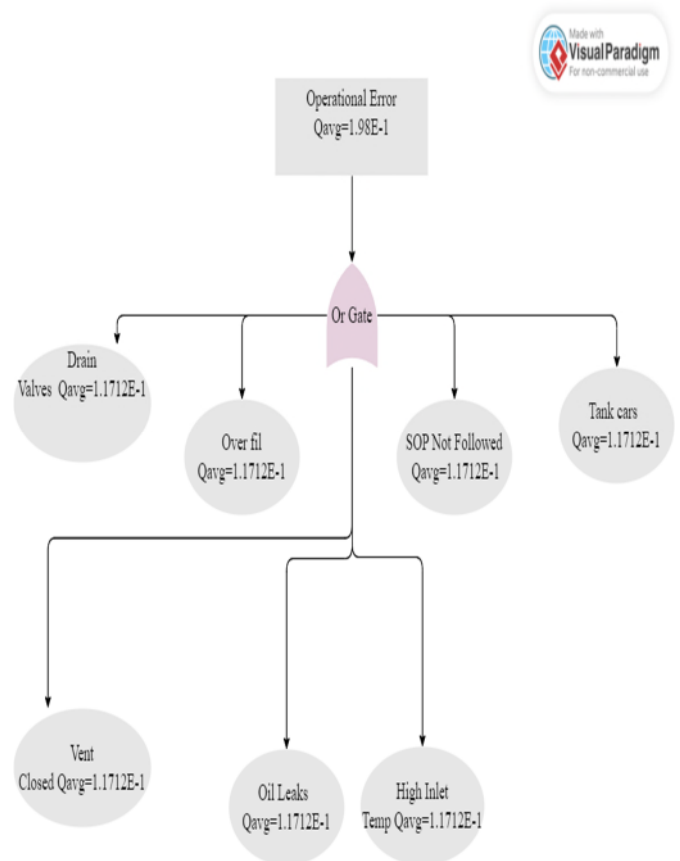 Made with
Visual Paradigm
For non-commercial use
Operational Error
Qavg=1.98E-1
Or Gate
Drain
Valves Qavg=1.1712E-1
Over fil
Qavg=1.1712E-1
SOP Not Followed
Qavg=1.1712E-1
Tank cars
Qavg=1.1712E-1
Vent
Closed Qavg=1.1712E-1
Oil Leaks
Qavg=1.1712E-1
High Inlet
Temp Qavg=1.1712E-1